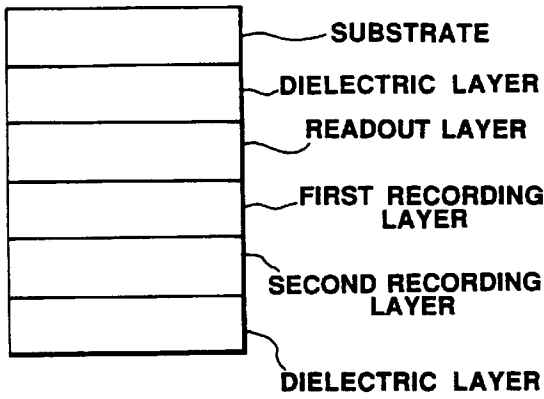 SUBSTRATE
DIELECTRIC LAYER
READOUT LAYER
FIRST RECORDING
LAYER
SECOND RECORDING
LAYER
DIELECTRIC LAYER